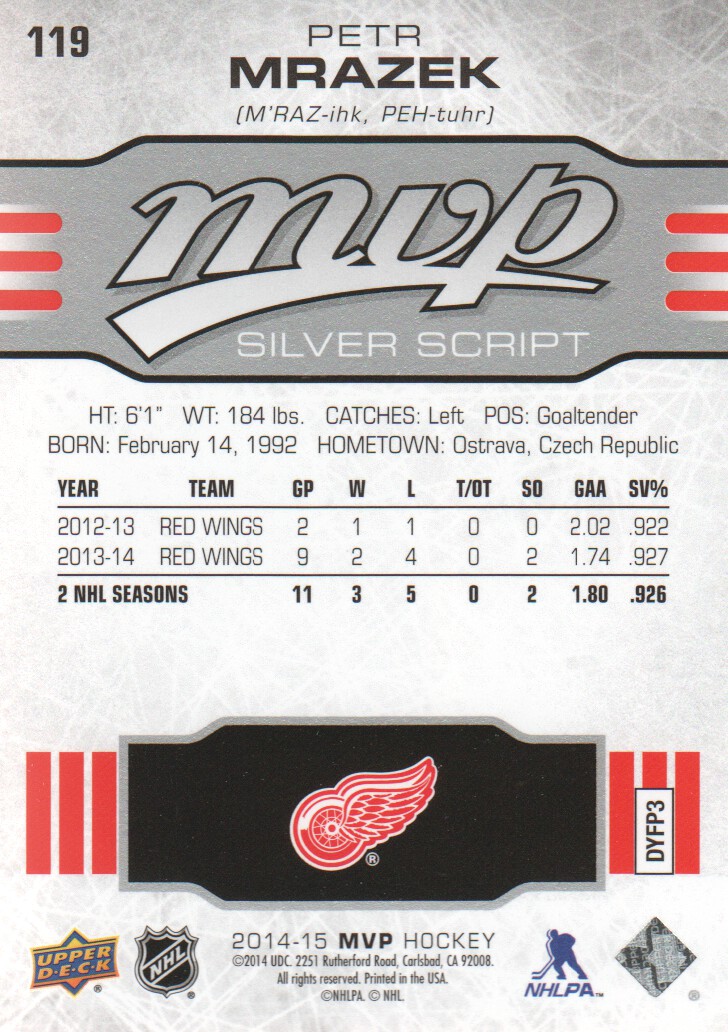 119
PETR
MRAZEK
(M'RAZ-ihk, PEH-tuhr)
mvp
SILVER SCRIPT
HT: 6'1" WT: 184 lbs. CATCHES: Left POS: Goaltender
BORN: February 14, 1992 HOMETOWN: Ostrava, Czech Republic
YEAR TEAM GP W L T/OT SO GAA SV%
2012-13 RED WINGS 2 1 1 0 0 2.02 .922
2013-14 RED WINGS 9 2 4 0 2 1.74 .927
2 NHL SEASONS 11 3 5 0 2 1.80 .926
DYFP3
®
UPPER
D·E·C·K
®
NHL
®
2014-15 MVP HOCKEY
©2014 UDC. 2251 Rutherford Road, Carlsbad, CA 92008.
All rights reserved. Printed in the USA.
©NHLPA. © NHL.
NHLPA™
®